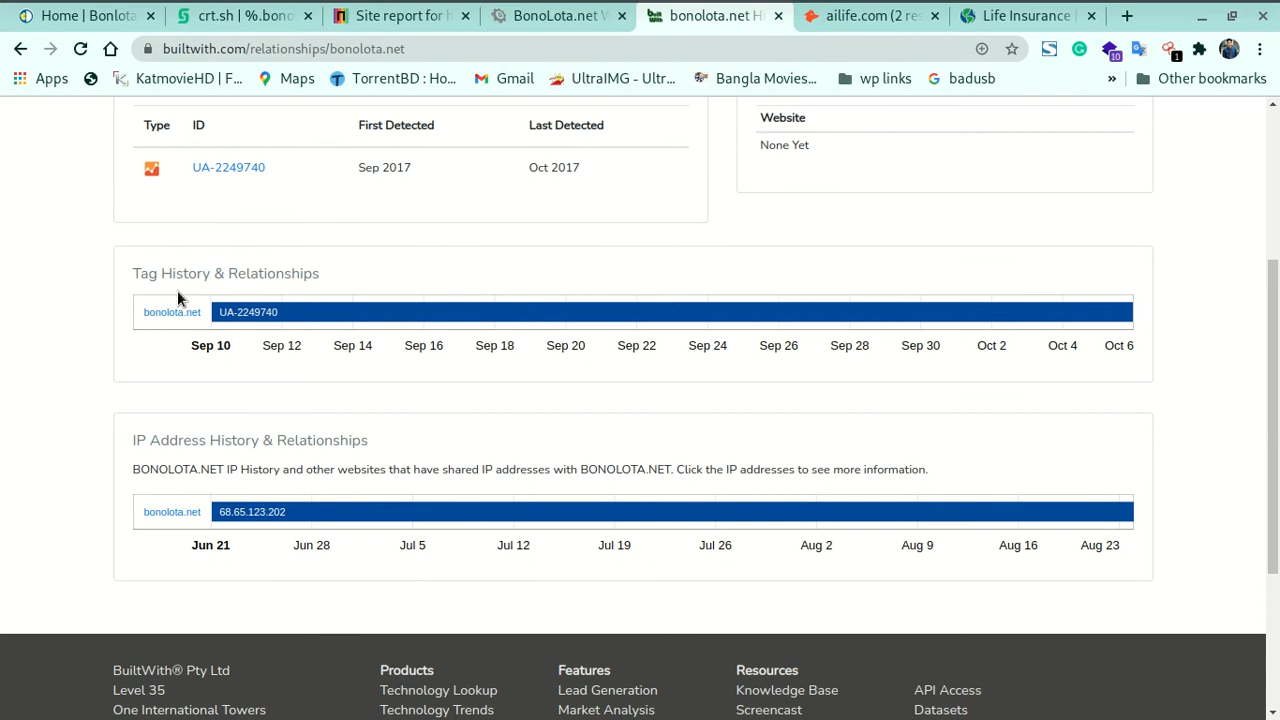 Home | Bonlota
crt.sh | %.bono
Site report for h
BonoLota.net W
bonolota.net Hi
ailife.com (2 res
Life Insurance |
builtwith.com/relationships/bonolota.net
10
1
Apps
KatmovieHD | F...
Maps
TorrentBD : Ho...
Gmail
UltraIMG - Ultr...
Bangla Movies...
wp links
badusb
»
Other bookmarks
Type ID First Detected Last Detected
UA-2249740 Sep 2017 Oct 2017
Website
None Yet
Tag History & Relationships
bonolota.net UA-2249740
Sep 10 Sep 12 Sep 14 Sep 16 Sep 18 Sep 20 Sep 22 Sep 24 Sep 26 Sep 28 Sep 30 Oct 2 Oct 4 Oct 6
IP Address History & Relationships
BONOLOTA.NET IP History and other websites that have shared IP addresses with BONOLOTA.NET. Click the IP addresses to see more information.
bonolota.net 68.65.123.202
Jun 21 Jun 28 Jul 5 Jul 12 Jul 19 Jul 26 Aug 2 Aug 9 Aug 16 Aug 23
BuiltWith® Pty Ltd
Level 35
One International Towers
Products
Technology Lookup
Technology Trends
Features
Lead Generation
Market Analysis
Resources
Knowledge Base
Screencast
API Access
Datasets